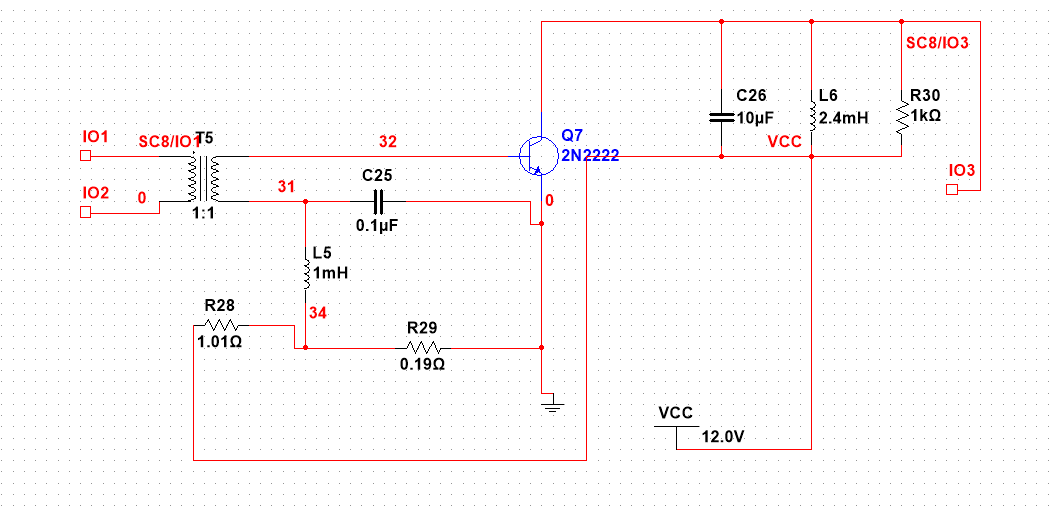 SC8/IO3
C26
10µF
L6
2.4mH
R30
1kΩ
IO1
SC8/IO1
T5
32
Q7
2N2222
VCC
IO3
IO2
0
31
C25
0
1:1
0.1µF
L5
1mH
R28
34
1.01Ω
R29
0.19Ω
VCC
12.0V